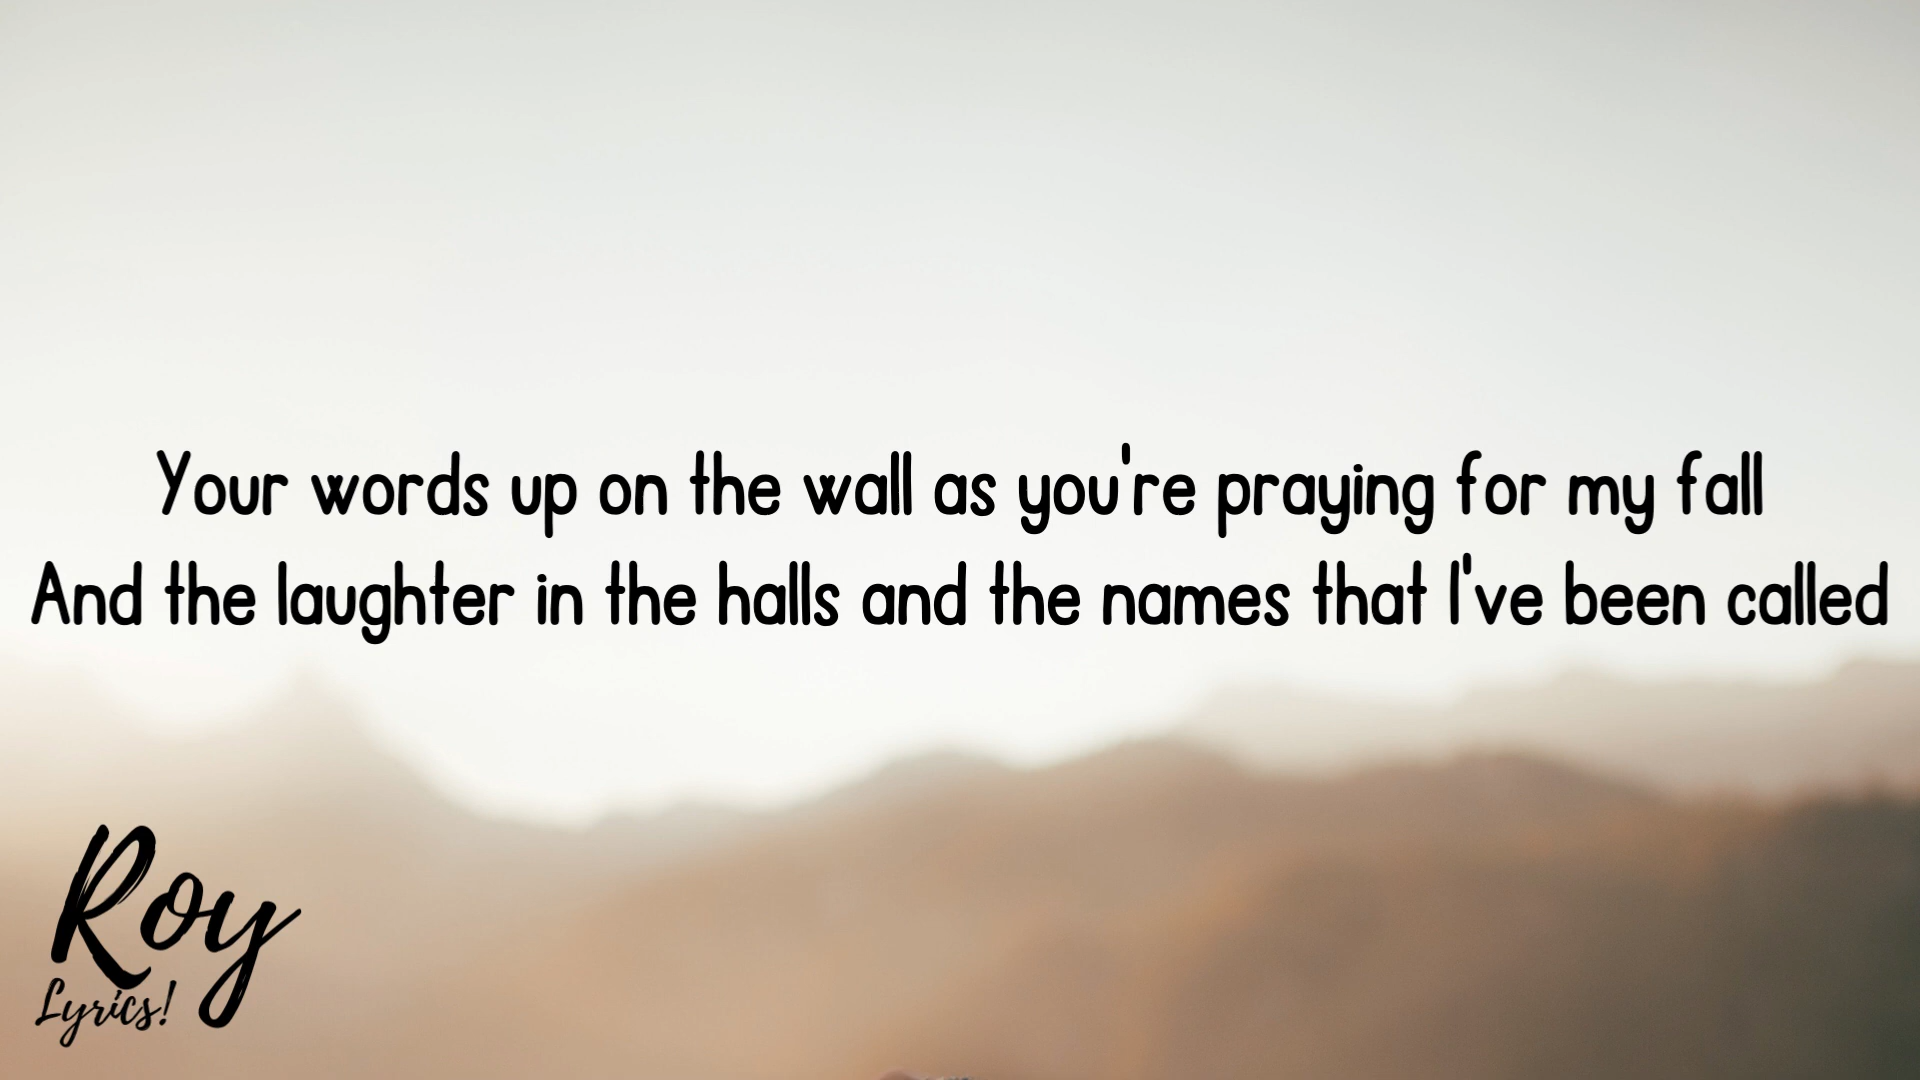 Your words up on the wall as you're praying for my fall
And the laughter in the halls and the names that I've been called
Roy
Lyrics!